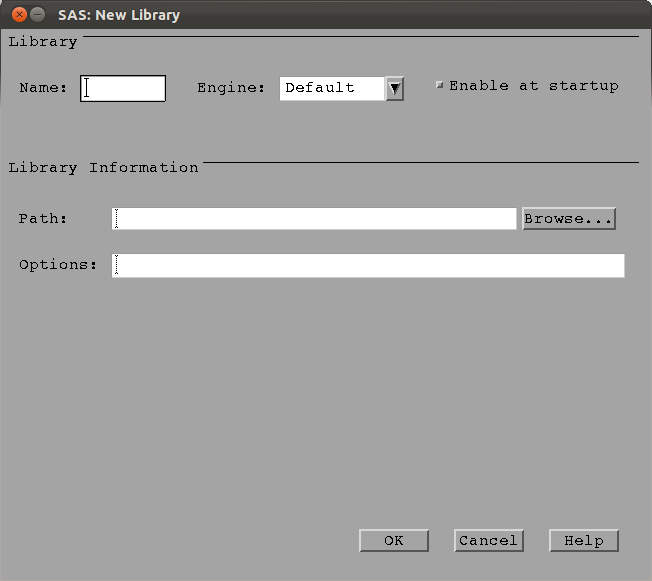 SAS: New Library
Library
Name: Engine: Default Enable at startup
Library Information
Path: Browse...
Options:
OK Cancel Help